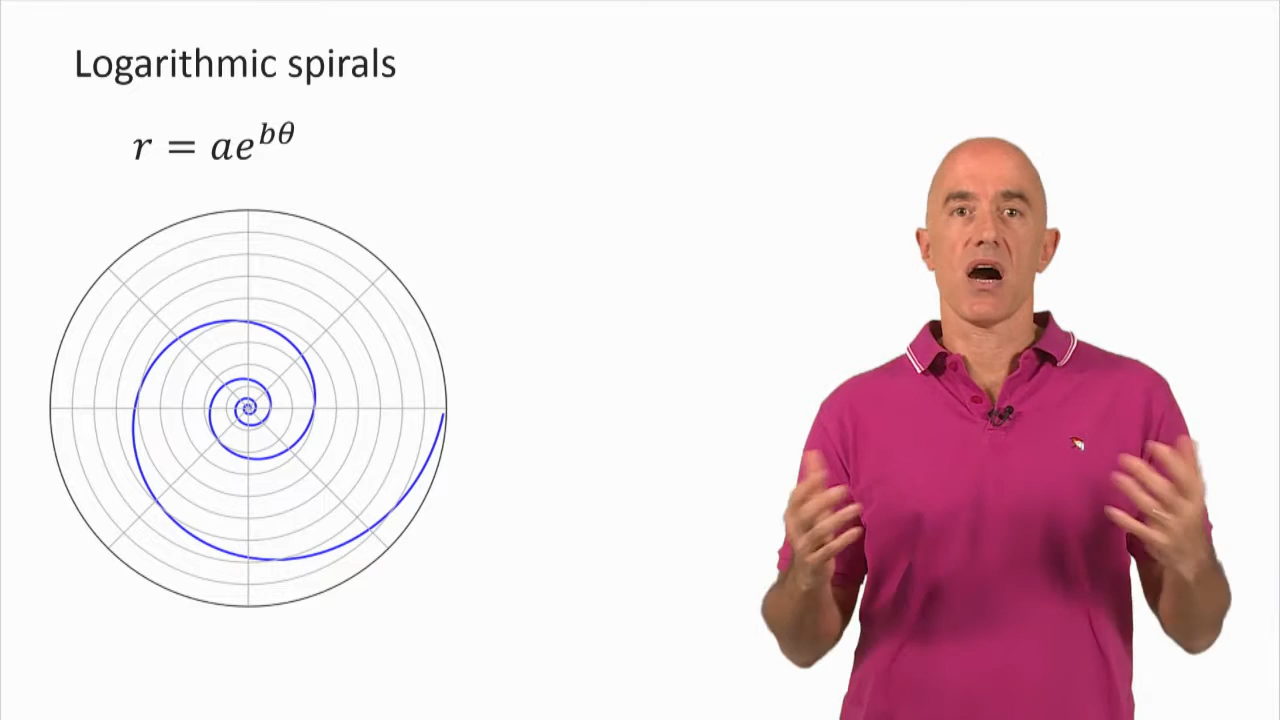 Logarithmic spirals
r = ae^{bθ}